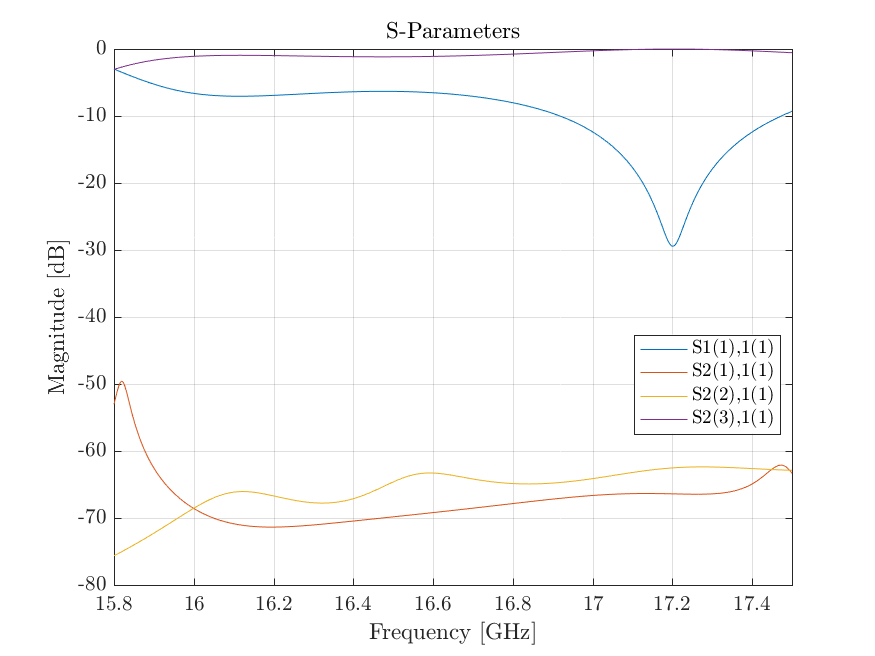 S-Parameters
0
-10
-20
-30
-40
-50
-60
-70
-80
Magnitude [dB]
S1(1),1(1)
S2(1),1(1)
S2(2),1(1)
S2(3),1(1)
15.8 16 16.2 16.4 16.6 16.8 17 17.2 17.4
Frequency [GHz]